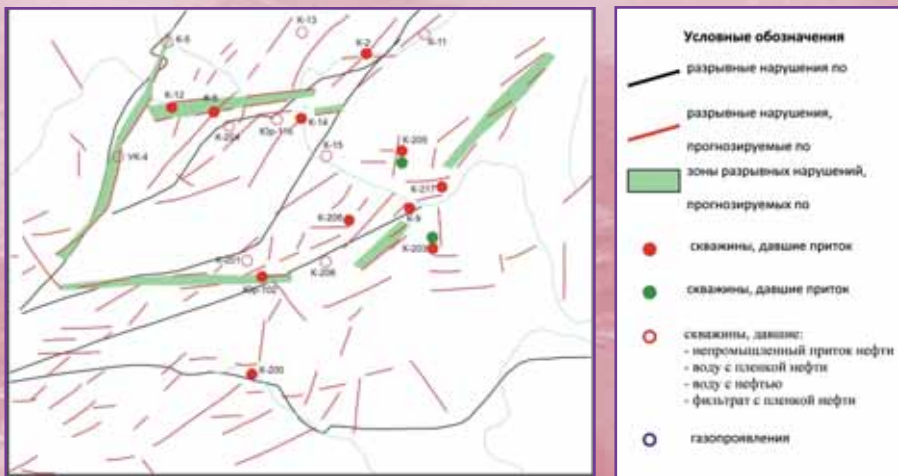 К-13
К-6
К-2
К-11
К-12
К-14
К-204
Юр-116
К-15
К-205
УК-4
К-217
К-9
К-206
К-203
К-201
Юр-102
К-200
Условные обозначения
разрывные нарушения по
разрывные нарушения,
прогнозируемые по
зоны разрывных нарушений,
прогнозируемых по
скважины, давшие приток
скважины, давшие приток
скважины, давшие:
- непромышленный приток нефти
- воду с пленкой нефти
- воду с нефтью
- фильтрат с пленкой нефти
газопроявления